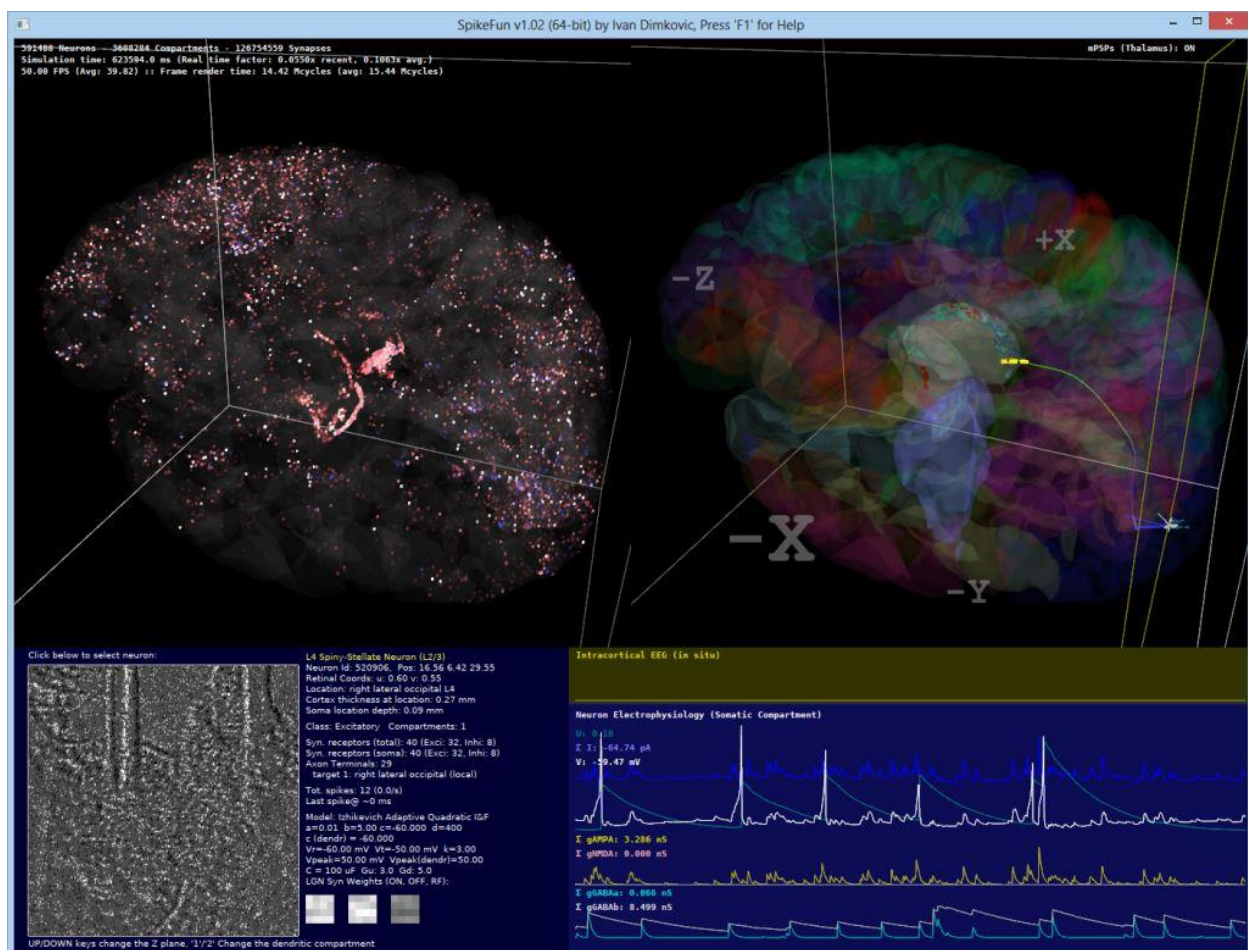 SpikeFun v1.02 (64-bit) by Ivan Dimkovic, Press 'F1' for Help
591488 Neurons - 3608284 Compartments - 126754559 Synapses
Simulation time: 623594.0 ms (Real time factor: 0.0550x recent, 0.1063x avg.)
50.00 FPS (Avg: 39.82) :: Frame render time: 14.42 Mcycles (avg: 15.44 Mcycles)
mPSPs (Thalamus): ON
-Z
+X
-X
-Y
Click below to select neuron:
L4 Spiny-Stellate Neuron (L2/3)
Neuron Id: 520906, Pos: 16.56 6.42 29.55
Retinal Coords: u: 0.60 v: 0.55
Location: right lateral occipital L4
Cortex thickness at location: 0.27 mm
Soma location depth: 0.09 mm
Class: Excitatory Compartments: 1
Syn. receptors (total): 40 (Exci: 32, Inhi: 8)
Syn. receptors (soma): 40 (Exci: 32, Inhi: 8)
Axon Terminals: 29
target 1: right lateral occipital (local)
Tot. spikes: 12 (0.0/s)
Last spike@ ~0 ms
Model: Izhikevich Adaptive Quadratic I&F
a=0.01 b=5.00 c=-60.000 d=400
c (dendr) = -60.000
Vr=-60.00 mV Vt=-50.00 mV k=3.00
Vpeak=50.00 mV Vpeak(dendr)=50.00
C = 100 uF Gu: 3.0 Gd: 5.0
LGN Syn Weights (ON, OFF, RF):
UP/DOWN keys change the Z plane, '1'/'2' Change the dendritic compartment
Intracortical EEG (in situ)
Neuron Electrophysiology (Somatic Compartment)
U: 0.18
Σ I: -64.74 pA
V: -59.47 mV
Σ gAMPA: 3.286 nS
Σ gNMDA: 0.000 nS
Σ gGABAa: 0.066 nS
Σ gGABAb: 8.499 nS